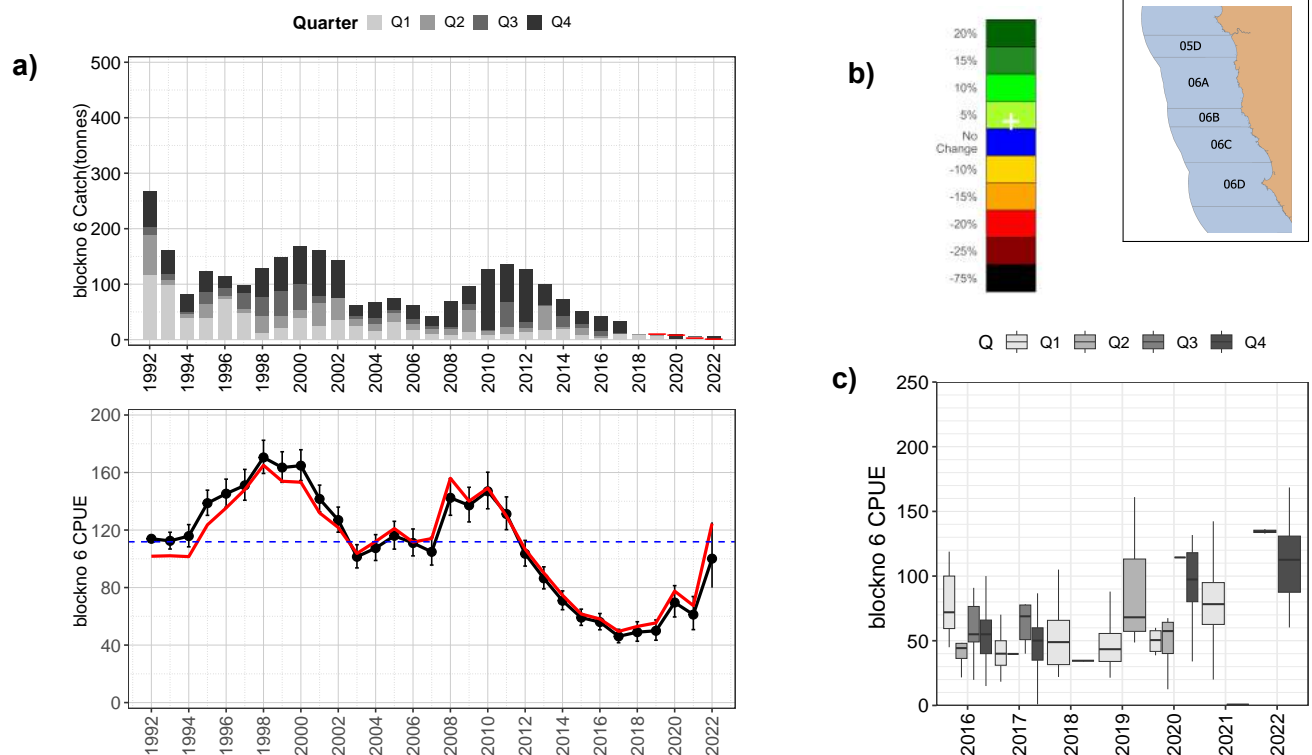 Quarter Q1 Q2 Q3 Q4
a)
500
400
300
200
100
0
blockno 6 Catch(tonnes)
1992 1994 1996 1998 2000 2002 2004 2006 2008 2010 2012 2014 2016 2018 2020 2022
200
160
120
80
40
0
blockno 6 CPUE
1992 1994 1996 1998 2000 2002 2004 2006 2008 2010 2012 2014 2016 2018 2020 2022
b)
20%
15%
10%
5%
No
Change
-10%
-15%
-20%
-25%
-75%
05D
06A
06B
06C
06D
Q Q1 Q2 Q3 Q4
c)
250
200
150
100
50
0
blockno 6 CPUE
2016 2017 2018 2019 2020 2021 2022